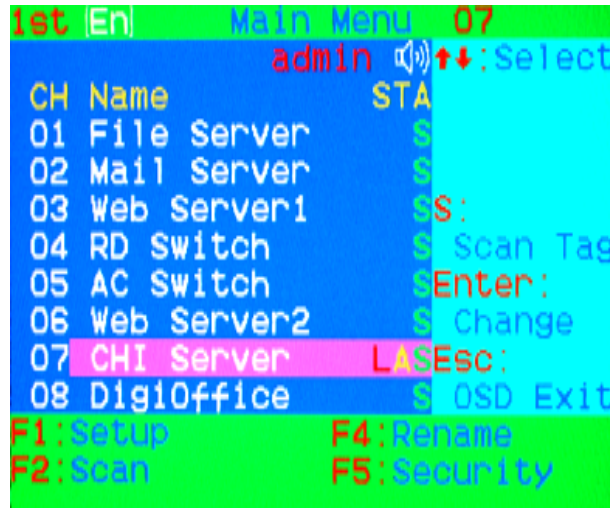 1st [En] Main Menu 07
admin ↑↓:Select
CH Name STA
01 File Server S
02 Mail Server S
03 Web Server1 S S:
04 RD Switch S Scan Tag
05 AC Switch S Enter:
06 Web Server2 S Change
07 CHI Server LAS Esc:
08 DigiOffice S OSD Exit
F1:Setup F4:Rename
F2:Scan F5:Security